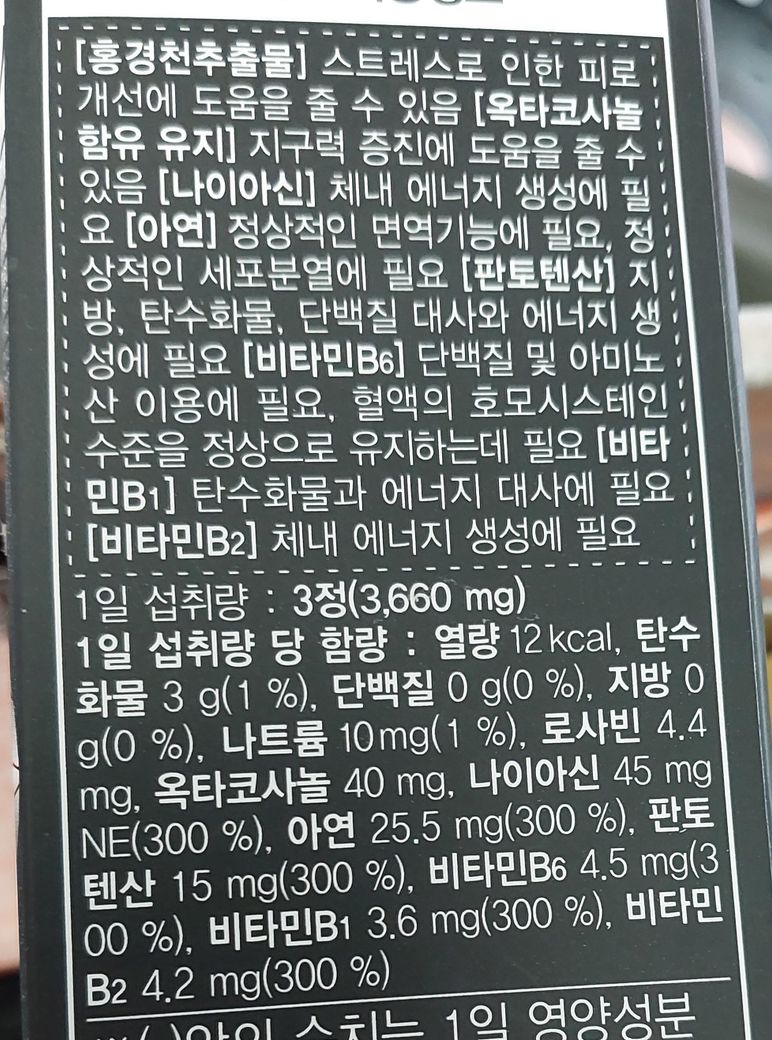 [홍경천추출물] 스트레스로 인한 피로
개선에 도움을 줄 수 있음 [옥타코사놀
함유 유지] 지구력 증진에 도움을 줄 수
있음 [나이아신] 체내 에너지 생성에 필
요 [아연] 정상적인 면역기능에 필요, 정
상적인 세포분열에 필요 [판토텐산] 지
방, 탄수화물, 단백질 대사와 에너지 생
성에 필요 [비타민B6] 단백질 및 아미노
산 이용에 필요, 혈액의 호모시스테인
수준을 정상으로 유지하는데 필요 [비타
민B1] 탄수화물과 에너지 대사에 필요
[비타민B2] 체내 에너지 생성에 필요
1일 섭취량 : 3정(3,660 mg)
1일 섭취량 당 함량 : 열량 12 kcal, 탄수
화물 3 g(1 %), 단백질 0 g(0 %), 지방 0
g(0 %), 나트륨 10mg(1 %), 로사빈 4.4
mg, 옥타코사놀 40 mg, 나이아신 45 mg
NE(300 %), 아연 25.5 mg(300 %), 판토
텐산 15 mg(300 %), 비타민B6 4.5 mg(3
00 %), 비타민B1 3.6 mg(300 %), 비타민
B2 4.2 mg(300 %)
※( )안의 수치는 1일 영양성분